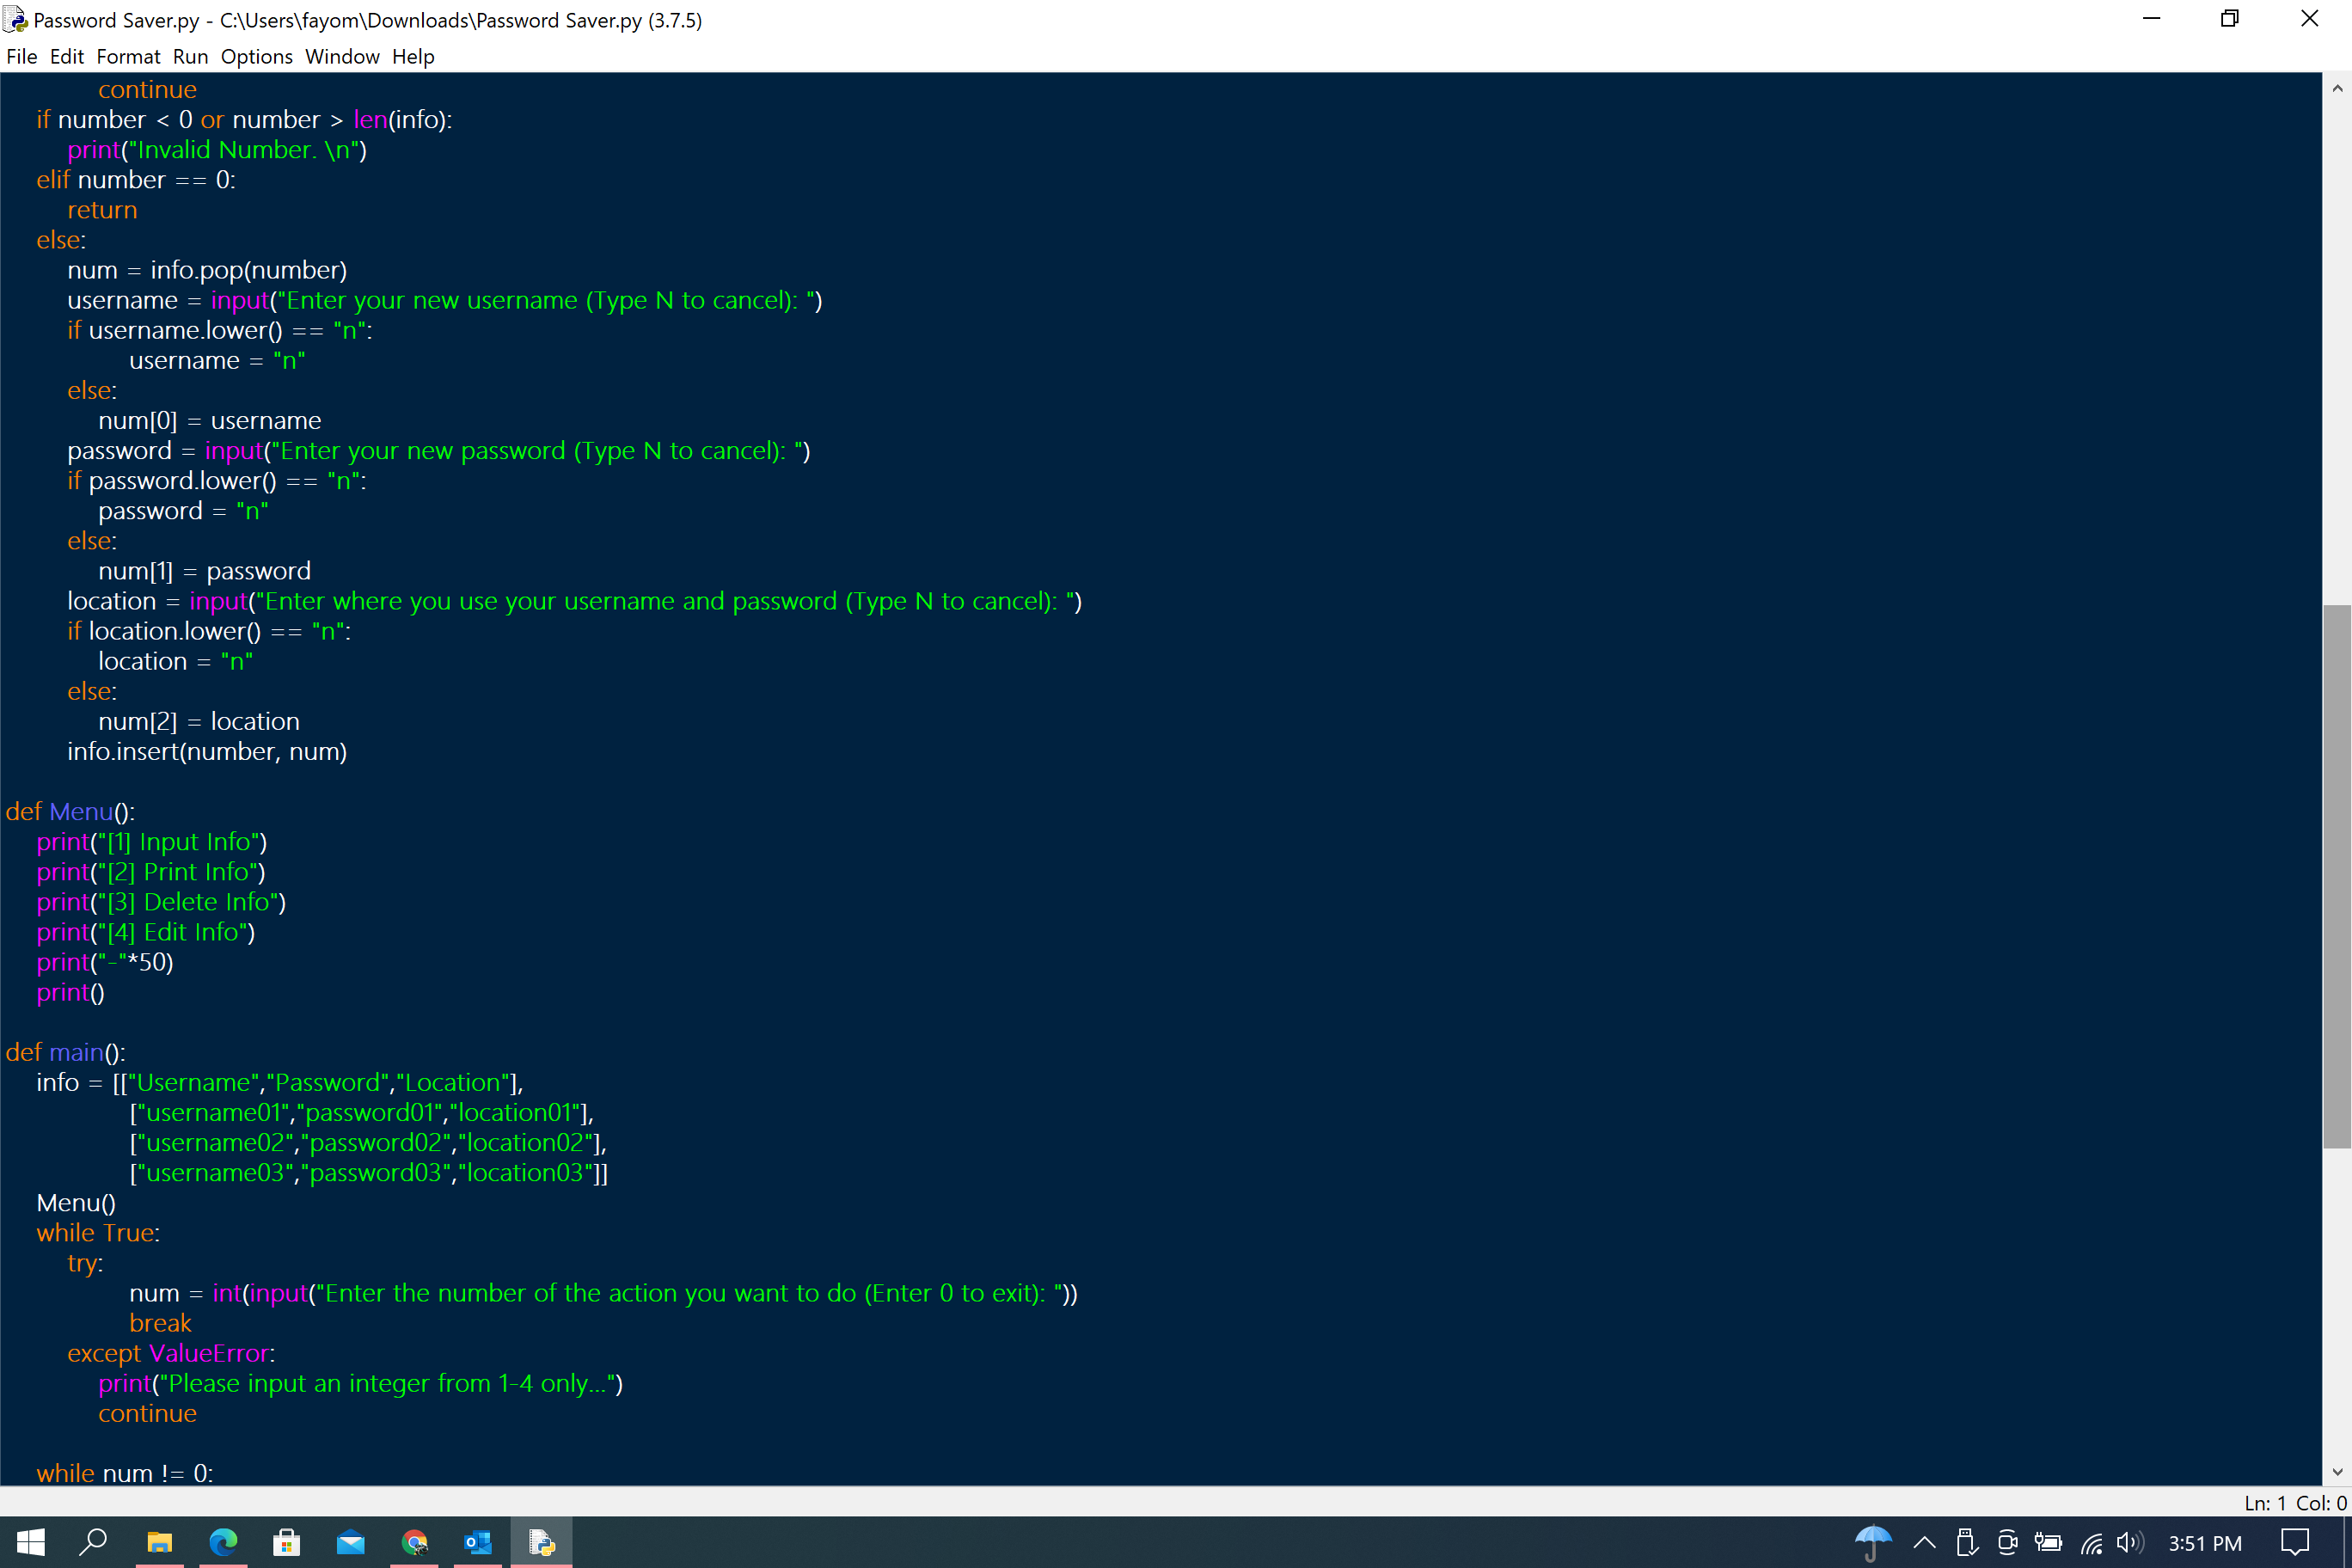 Password Saver.py - C:\Users\fayom\Downloads\Password Saver.py (3.7.5)
File Edit Format Run Options Window Help
continue
if number < 0 or number > len(info):
print("Invalid Number. \n")
elif number == 0:
return
else:
num = info.pop(number)
username = input("Enter your new username (Type N to cancel): ")
if username.lower() == "n":
username = "n"
else:
num[0] = username
password = input("Enter your new password (Type N to cancel): ")
if password.lower() == "n":
password = "n"
else:
num[1] = password
location = input("Enter where you use your username and password (Type N to cancel): ")
if location.lower() == "n":
location = "n"
else:
num[2] = location
info.insert(number, num)
def Menu():
print("[1] Input Info")
print("[2] Print Info")
print("[3] Delete Info")
print("[4] Edit Info")
print("-"*50)
print()
def main():
info = [["Username","Password","Location"],
["username01","password01","location01"],
["username02","password02","location02"],
["username03","password03","location03"]]
Menu()
while True:
try:
num = int(input("Enter the number of the action you want to do (Enter 0 to exit): "))
break
except ValueError:
print("Please input an integer from 1-4 only...")
continue
while num != 0:
Ln: 1 Col: 0
3:51 PM